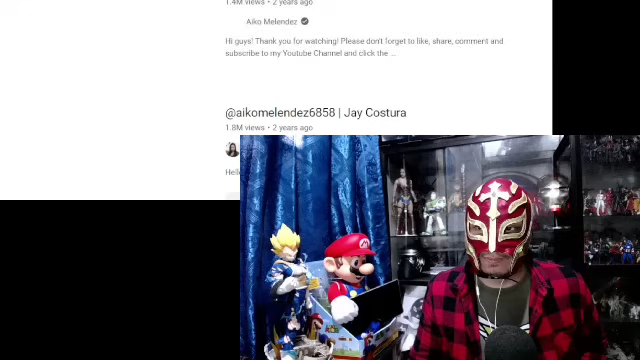 1.4M views • 2 years ago
Aiko Melendez
Hi guys! Thank you for watching! Please don't forget to like, share, comment and
subscribe to my Youtube Channel and click the ...
@aikomelendez6858 | Jay Costura
1.8M views • 2 years ago